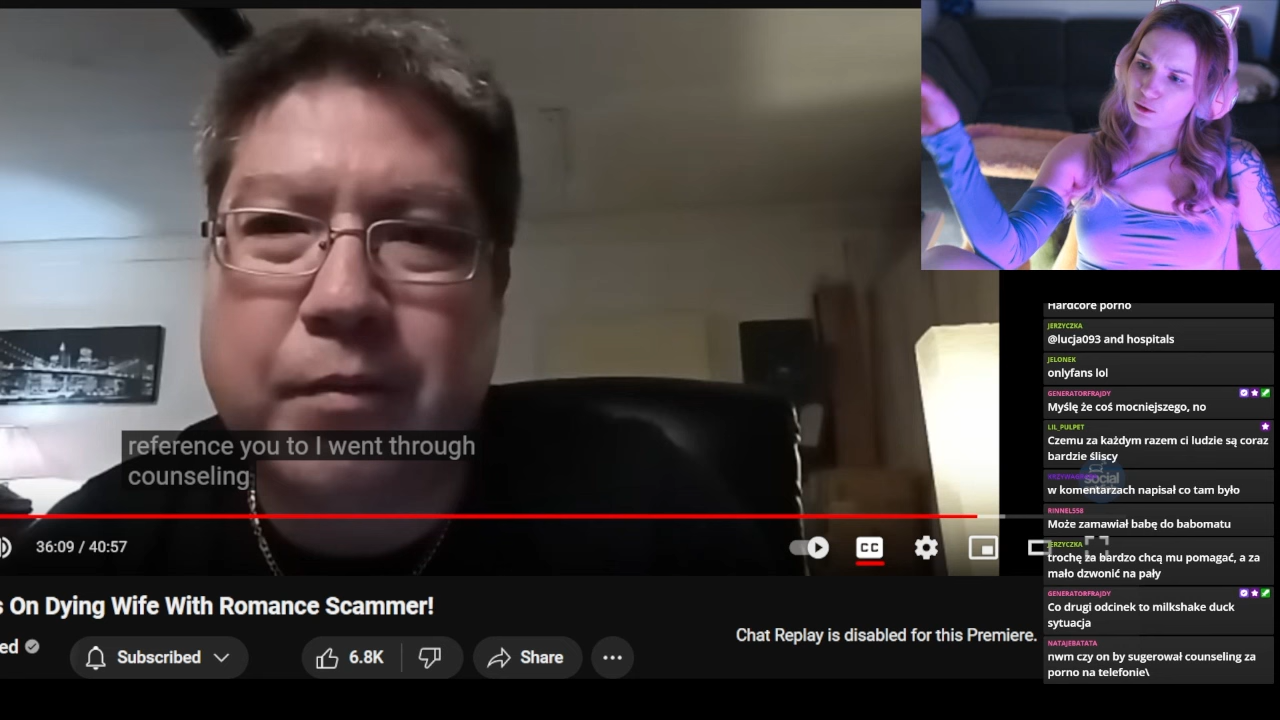 Hardcore porno
JERZYCZKA
@lucja093 and hospitals
JELONEK
onlyfans lol
GENERATORFRAJDY
Myślę że coś mocniejszego, no
LIL_PULPET
Czemu za każdym razem ci ludzie są coraz
bardzie śliscy
social
w komentarzach napisał co tam było
RINNEL558
Może zamawiał babę do babomatu
JERZYCZKA
trochę za bardzo chcą mu pomagać, a za
mało dzwonić na pały
GENERATORFRAJDY
Co drugi odcinek to milkshake duck
sytuacja
NATAJEBATATA
nwm czy on by sugerował counseling za
porno na telefonie\
reference you to I went through
counseling
36:09 / 40:57
CC
s On Dying Wife With Romance Scammer!
ed
Subscribed
6.8K
Share
Chat Replay is disabled for this Premiere.